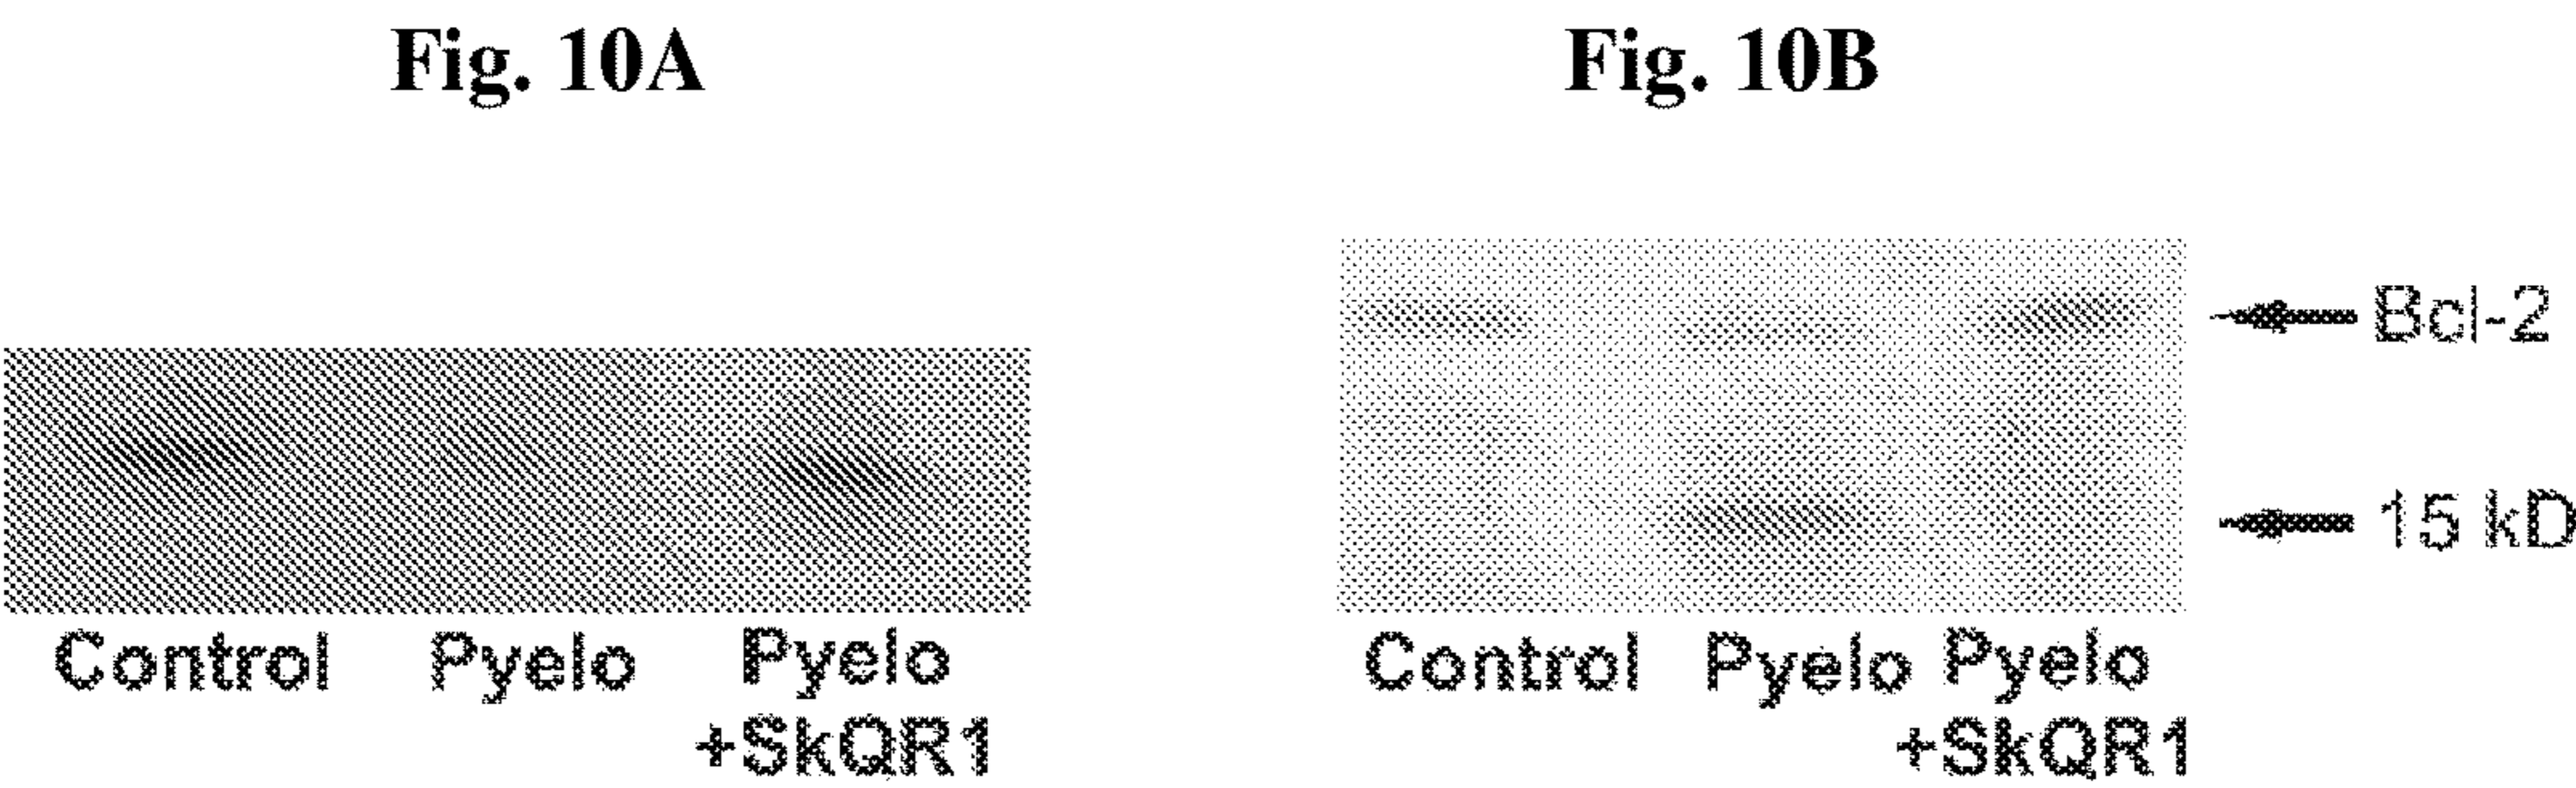 Fig. 10A
Fig. 10B
Bcl-2
15 kD
Control Pyelo Pyelo
+SkQR1
Control Pyelo Pyelo
+SkQR1